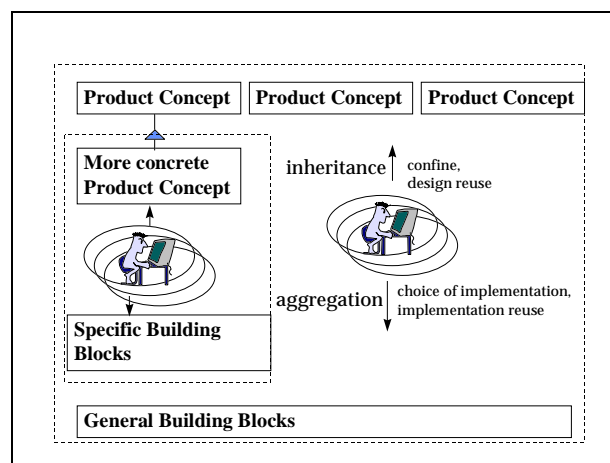 Product Concept
Product Concept
Product Concept
More concrete
Product Concept
inheritance
confine,
design reuse
aggregation
choice of implementation,
implementation reuse
Specific Building
Blocks
General Building Blocks